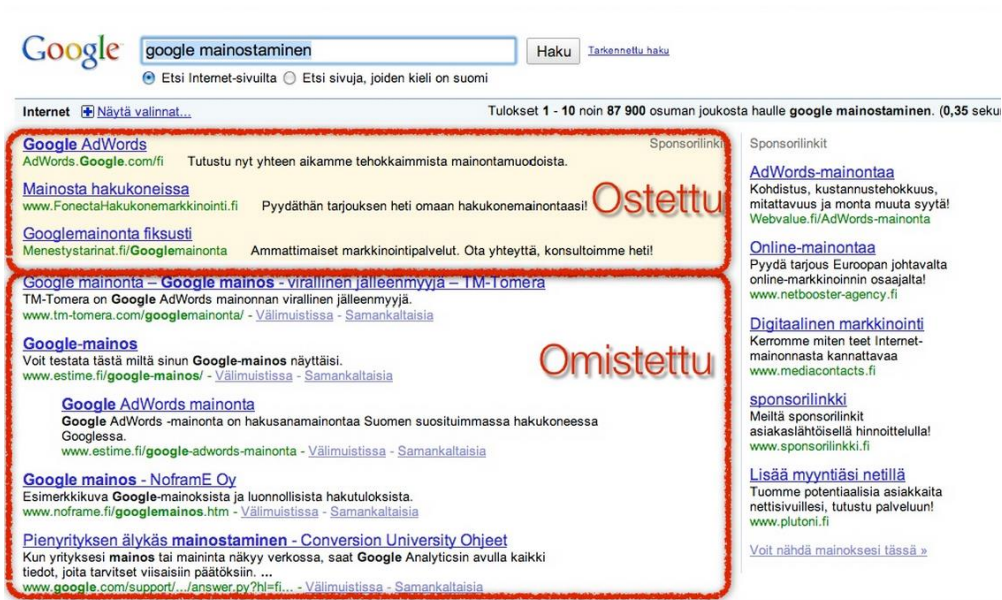 Google
google mainostaminen
Haku
Tarkennettu haku
Etsi Internet-sivuilta Etsi sivuja, joiden kieli on suomi
Internet Näytä valinnat...
Tulokset 1 - 10 noin 87 900 osuman joukosta haulle google mainostaminen. (0,35 seku
Google AdWords
Sponsorilinkit
AdWords.Google.com/fi Tutustu nyt yhteen aikamme tehokkaimmista mainontamuodoista.
Mainosta hakukoneissa
www.FonectaHakukonemarkkinointi.fi Pyydäthän tarjouksen heti omaan hakukonemainontaasi!
Ostettu
Googlemainonta fiksusti
Menestystarinat.fi/Googlemainonta Ammattimaiset markkinointipalvelut. Ota yhteyttä, konsultoimme heti!
Google mainonta – Google mainos - virallinen jälleenmyyjä – TM-Tomera
TM-Tomera on Google AdWords mainonnan virallinen jälleenmyyjä.
www.tm-tomera.com/googlemainonta/ - Välimuistissa - Samankaltaisia
Google-mainos
Voit testata tästä miltä sinun Google-mainos näyttäisi.
www.estime.fi/google-mainos/ - Välimuistissa - Samankaltaisia
Omistettu
Google AdWords mainonta
Google AdWords -mainonta on hakusanamainontaa Suomen suosituimmassa hakukoneessa
Googlessa.
www.estime.fi/google-adwords-mainonta - Välimuistissa - Samankaltaisia
Google mainos - NoframE Oy
Esimerkkikuva Google-mainoksista ja luonnollisista hakutuloksista.
www.noframe.fi/googlemainos.htm - Välimuistissa - Samankaltaisia
Pienyrityksen älykäs mainostaminen - Conversion University Ohjeet
Kun yrityksesi mainos tai maininta näkyy verkossa, saat Google Analyticsin avulla kaikki
tiedot, joita tarvitset viisaisiin päätöksiin. ...
www.google.com/support/.../answer.py?hl=fi... - Välimuistissa - Samankaltaisia
Sponsorilinkit
AdWords-mainontaa
Kohdistus, kustannustehokkuus,
mitattavuus ja monta muuta syytä!
Webvalue.fi/AdWords-mainonta
Online-mainontaa
Pyydä tarjous Euroopan johtavalta
online-markkinoinnin osaajalta!
www.netbooster-agency.fi
Digitaalinen markkinointi
Kerromme miten teet Internet-
mainonnasta kannattavaa
www.mediacontacts.fi
sponsorilinkki
Meiltä sponsorilinkit
asiakaslähtöisellä hinnoittelulla!
www.sponsorilinkki.fi
Lisää myyntiäsi netillä
Tuomme potentiaalisia asiakkaita
nettisivuillesi, tutustu palveluun!
www.plutoni.fi
Voit nähdä mainoksesi tässä »